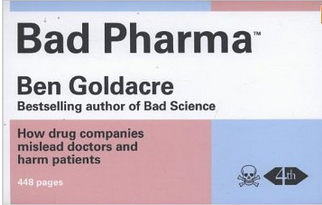 Bad Pharma™
Ben Goldacre
Bestselling author of Bad Science
How drug companies
mislead doctors and
harm patients
448 pages
4th